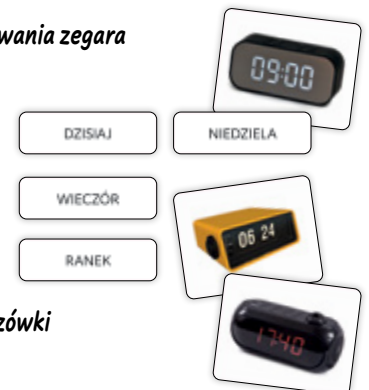 wania zegara
09:00
DZISIAJ
NIEDZIELA
WIECZÓR
06 24
RANEK
zówki
17:40